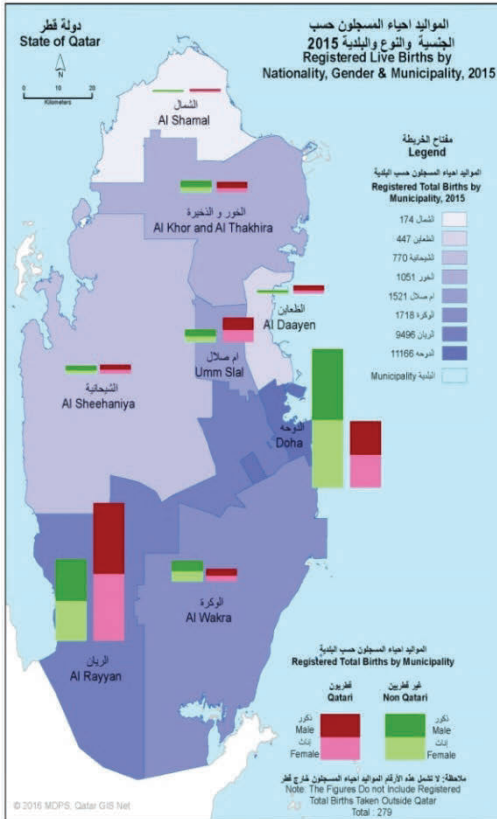 دولة قطر
State of Qatar
N
20 10 0
Kilometers
المواليد احياء المسجلون حسب
الجنسية والنوع والبلدية 2015
Registered Live Births by
Nationality, Gender & Municipality, 2015
الشمال
Al Shamal
الخور و الذخيرة
Al Khor and Al Thakhira
الظعاين
Al Daayen
ام صلال
Umm Slal
الشيحانية
Al Sheehaniya
الدوحه
Doha
الوكرة
Al Wakra
الريان
Al Rayyan
مفتاح الخريطة
Legend
المواليد احياء المسجلون حسب البلدية
Registered Total Births by
Municipality, 2015
الشمال 174
الظعاين 447
الشيحانية 770
الخور 1051
ام صلال 1521
الوكرة 1718
الريان 9496
الدوحه 11166
Municipality البلدية
المواليد احياء المسجلون حسب البلدية
Registered Total Births by Municipality
قطريون
Qatari
غير قطريين
Non Qatari
ذكور
Male
إناث
Female
ذكور
Male
إناث
Female
ملاحظة: لا تشمل هذه الأرقام المواليد أحياء المسجلون خارج قطر
Note: The Figures Do not Include Registered
Total Births Taken Outside Qatar
Total : 279
© 2016 MDPS. Qatar GIS Net